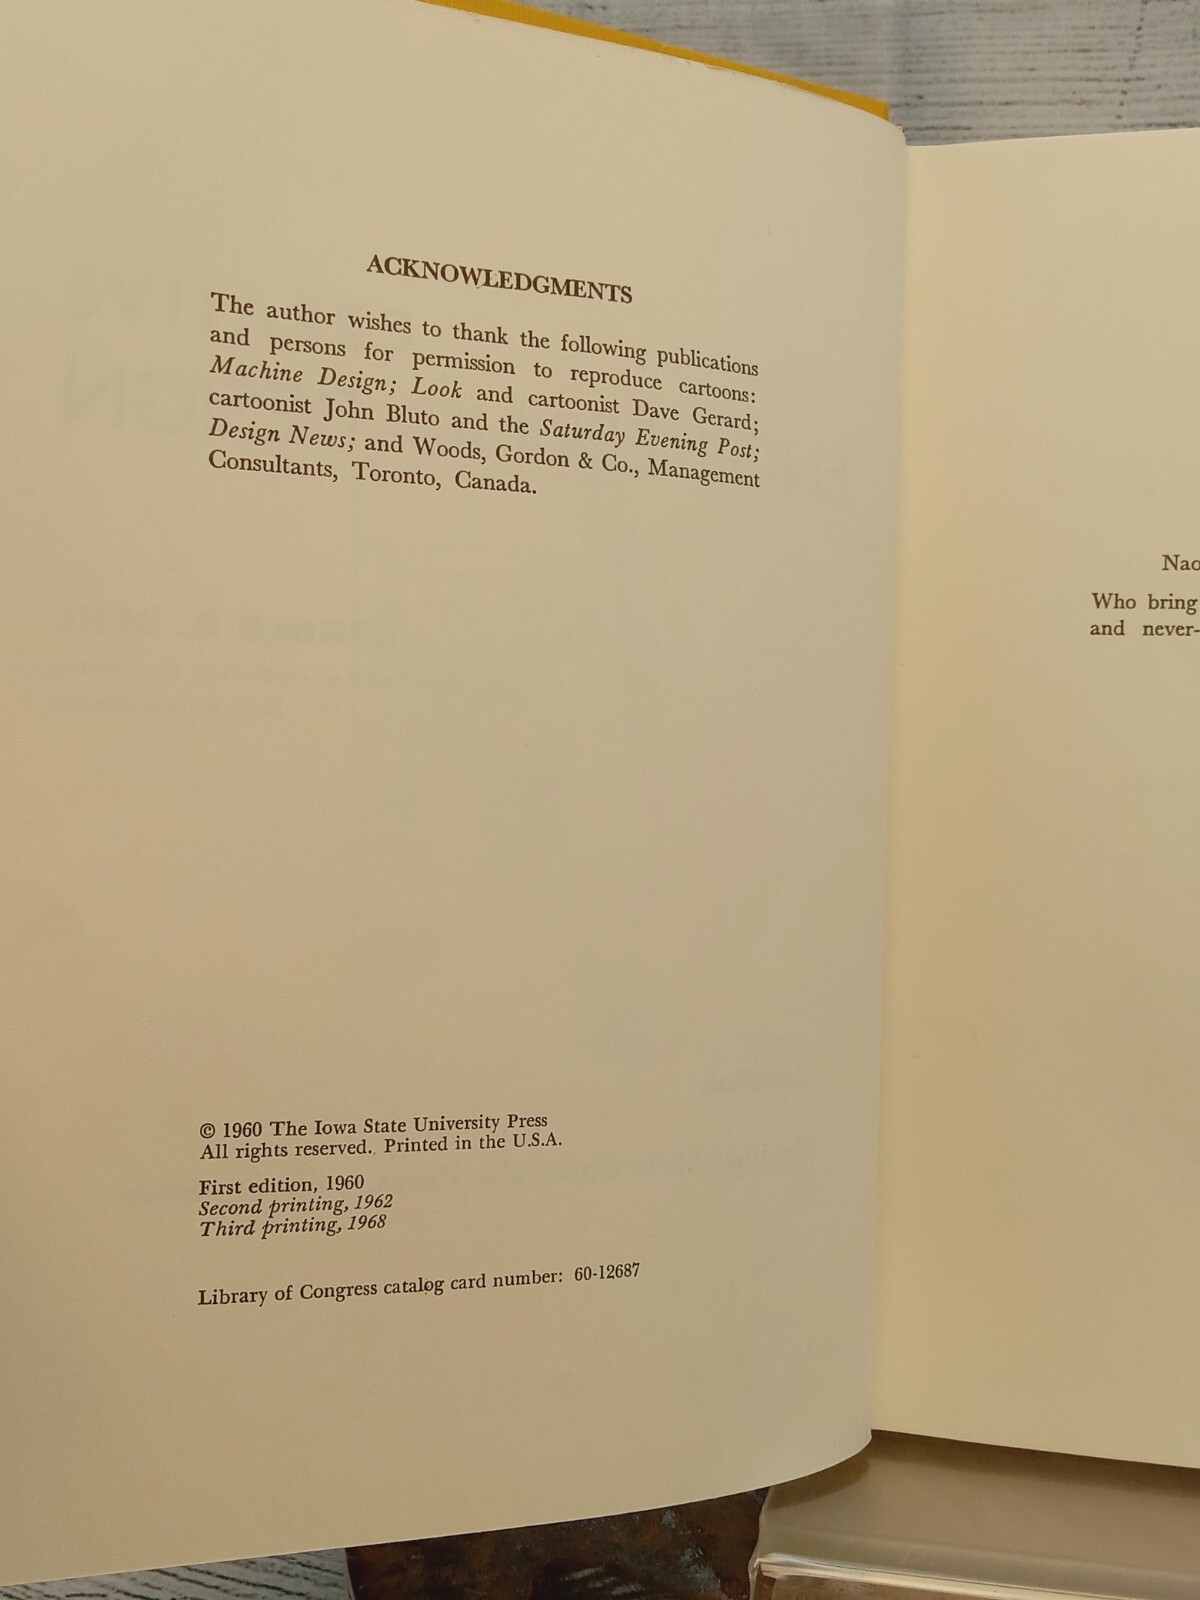 ACKNOWLEDGMENTS
The author wishes to thank the following publications
and persons for permission to reproduce cartoons:
Machine Design; Look and cartoonist Dave Gerard;
cartoonist John Bluto and the Saturday Evening Post;
Design News; and Woods, Gordon & Co., Management
Consultants, Toronto, Canada.
© 1960 The Iowa State University Press
All rights reserved. Printed in the U.S.A.
First edition, 1960
Second printing, 1962
Third printing, 1968
Library of Congress catalog card number: 60-12687
Nao
Who bring
and never-